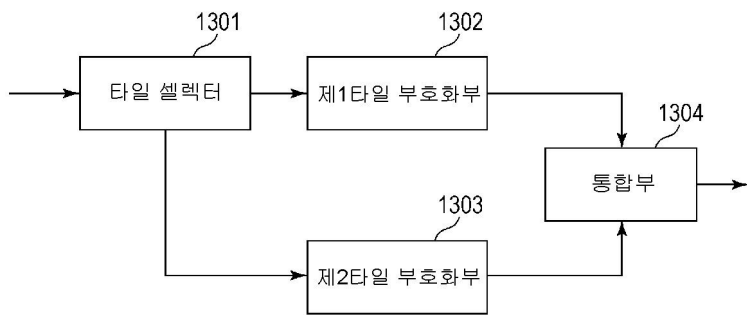 1301
타일 셀렉터
1302
제1타일 부호화부
1303
제2타일 부호화부
1304
통합부